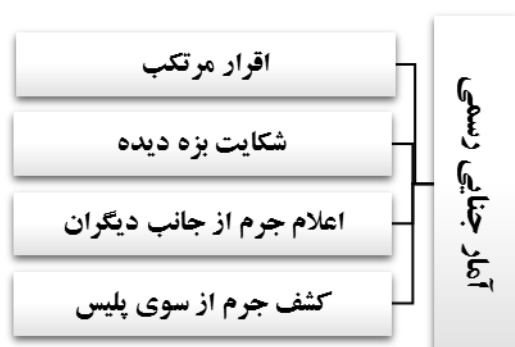 آمار جنایی رسمی
اقرار مرتکب
شکایت بزه دیده
اعلام جرم از جانب دیگران
کشف جرم از سوی پلیس